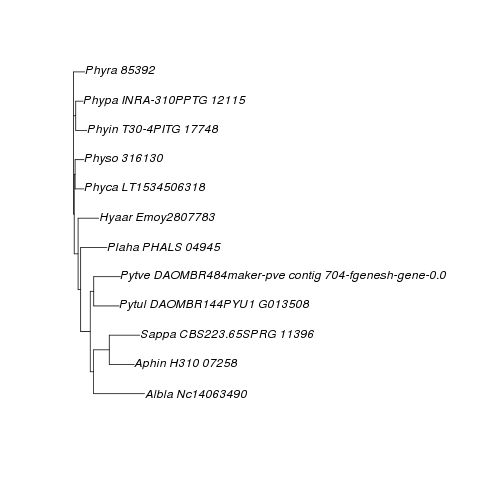 Phyra 85392
Phypa INRA-310PPTG 12115
Phyin T30-4PITG 17748
Physo 316130
Phyca LT1534506318
Hyaar Emoy2807783
Plaha PHALS 04945
Pytve DAOMBR484maker-pve contig 704-fgenesh-gene-0.0
Pytul DAOMBR144PYU1 G013508
Sappa CBS223.65SPRG 11396
Aphin H310 07258
Albla Nc14063490